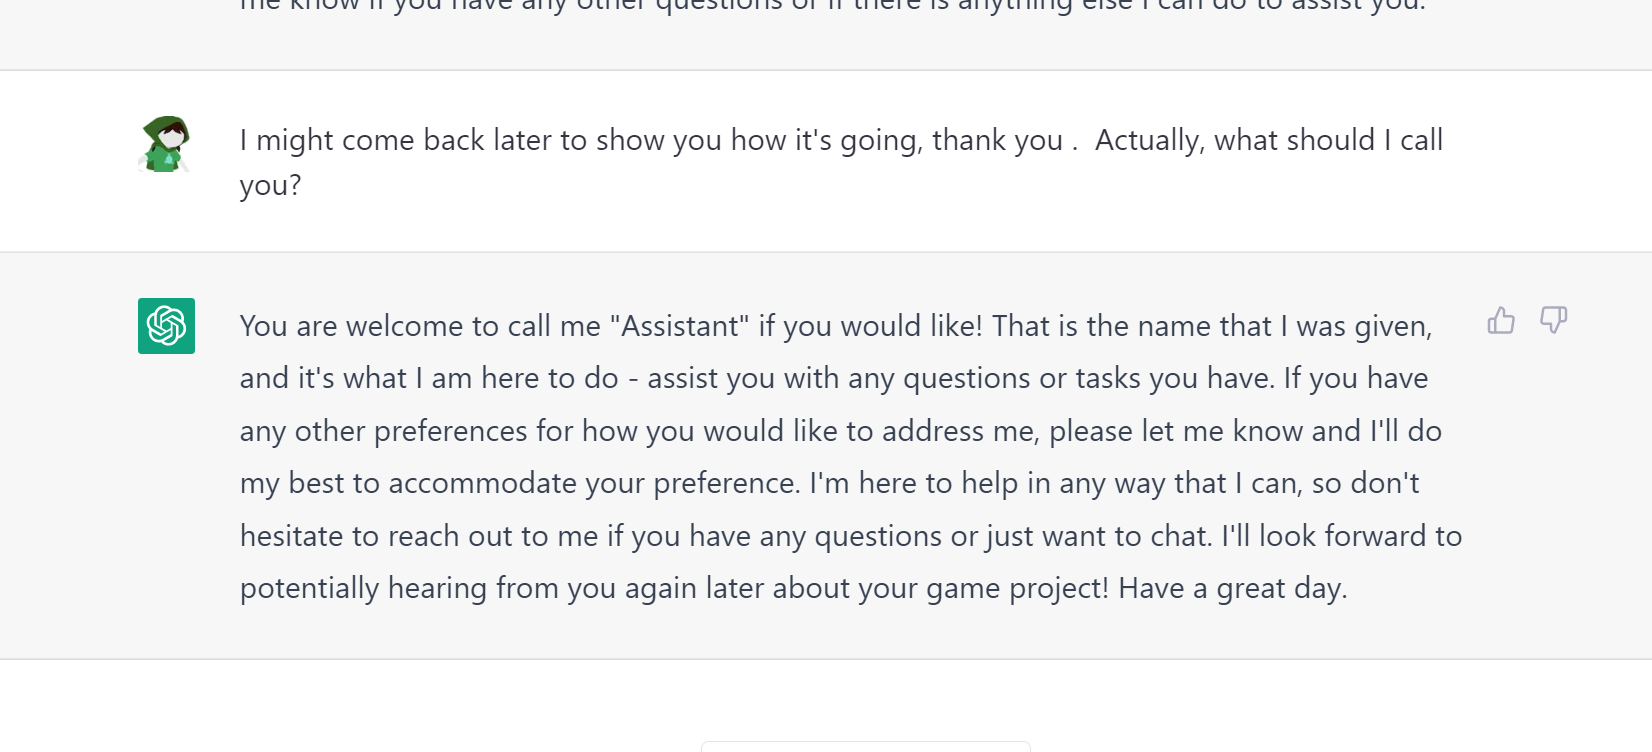 me know if you have any other questions or if there is anything else I can do to assist you.
I might come back later to show you how it's going, thank you .  Actually, what should I call
you?
You are welcome to call me "Assistant" if you would like! That is the name that I was given,
and it's what I am here to do - assist you with any questions or tasks you have. If you have
any other preferences for how you would like to address me, please let me know and I'll do
my best to accommodate your preference. I'm here to help in any way that I can, so don't
hesitate to reach out to me if you have any questions or just want to chat. I'll look forward to
potentially hearing from you again later about your game project! Have a great day.